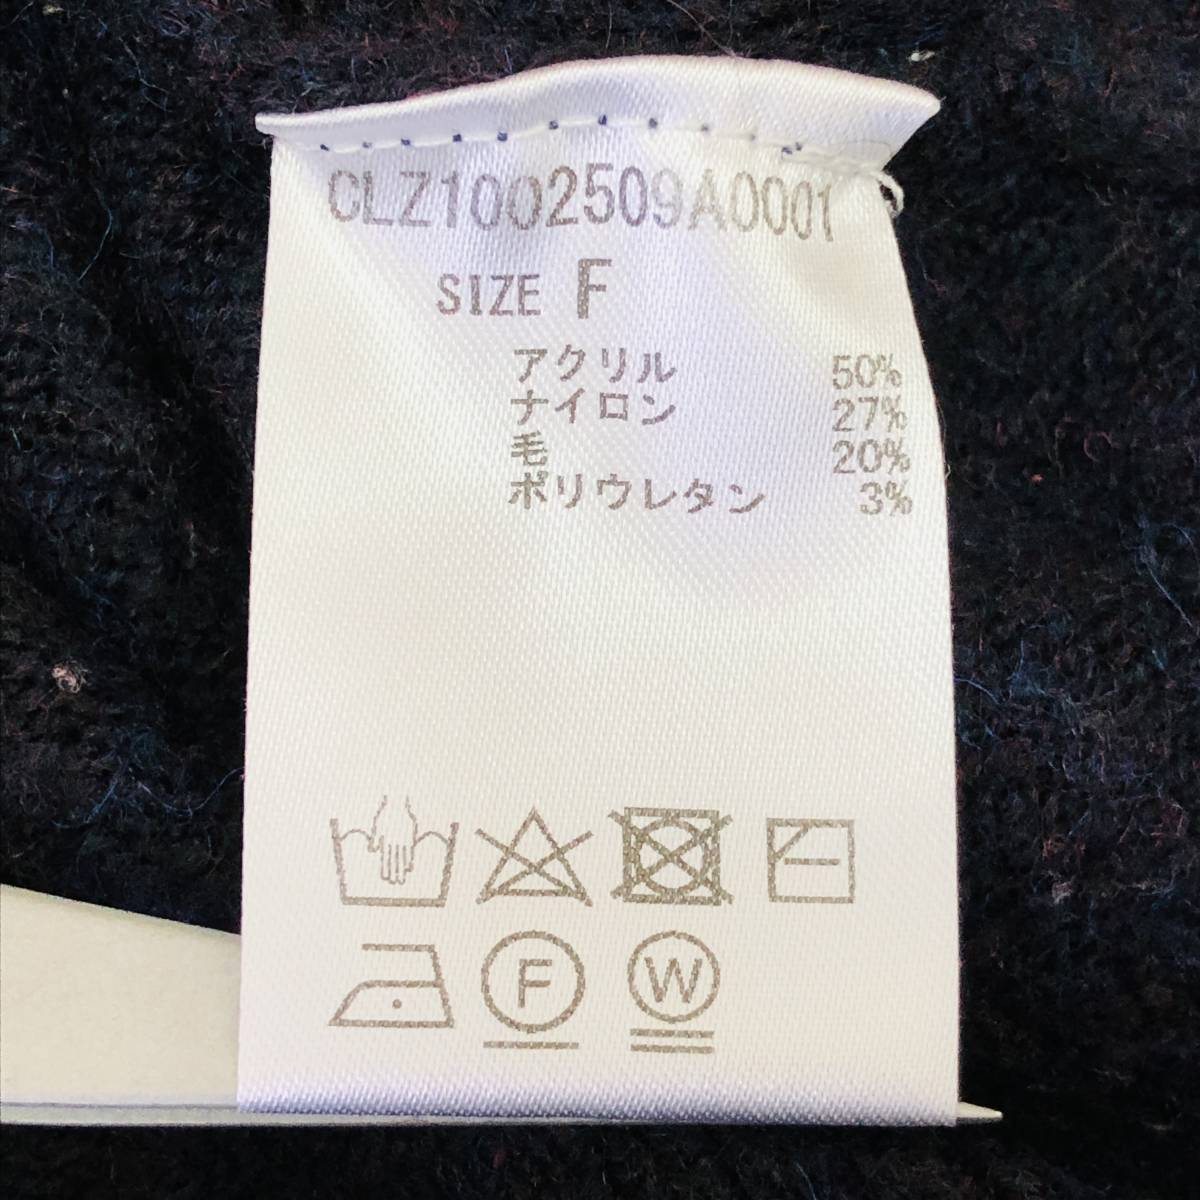 CLZ1002509A0001
SIZE F
アクリル 50%
ナイロン 27%
毛 20%
ポリウレタン 3%
F W